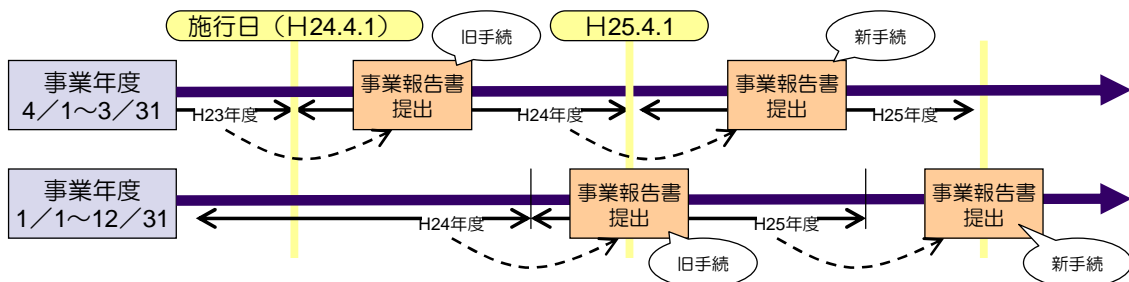 施行日（H24.4.1）
H25.4.1
旧手続
新手続
事業年度
4／1～3／31
事業報告書
提出
事業報告書
提出
H23年度
H24年度
H25年度
事業年度
1／1～12／31
事業報告書
提出
事業報告書
提出
H24年度
H25年度
旧手続
新手続